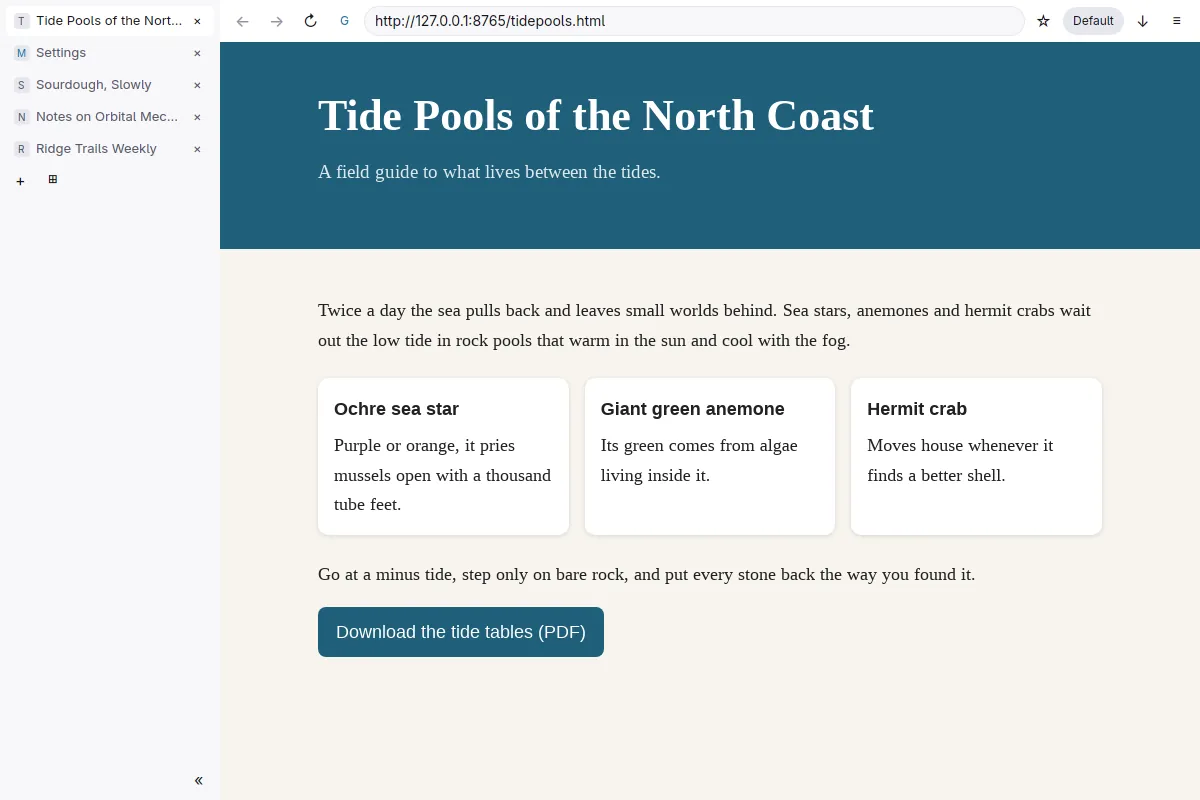 T Tide Pools of the Nort... ×
M Settings ×
S Sourdough, Slowly ×
N Notes on Orbital Mec... ×
R Ridge Trails Weekly ×
+ ⊞
«
← → G http://127.0.0.1:8765/tidepools.html ☆ Default ↓ ≡
Tide Pools of the North Coast
A field guide to what lives between the tides.
Twice a day the sea pulls back and leaves small worlds behind. Sea stars, anemones and hermit crabs wait
out the low tide in rock pools that warm in the sun and cool with the fog.
Ochre sea star
Purple or orange, it pries
mussels open with a thousand
tube feet.
Giant green anemone
Its green comes from algae
living inside it.
Hermit crab
Moves house whenever it
finds a better shell.
Go at a minus tide, step only on bare rock, and put every stone back the way you found it.
Download the tide tables (PDF)